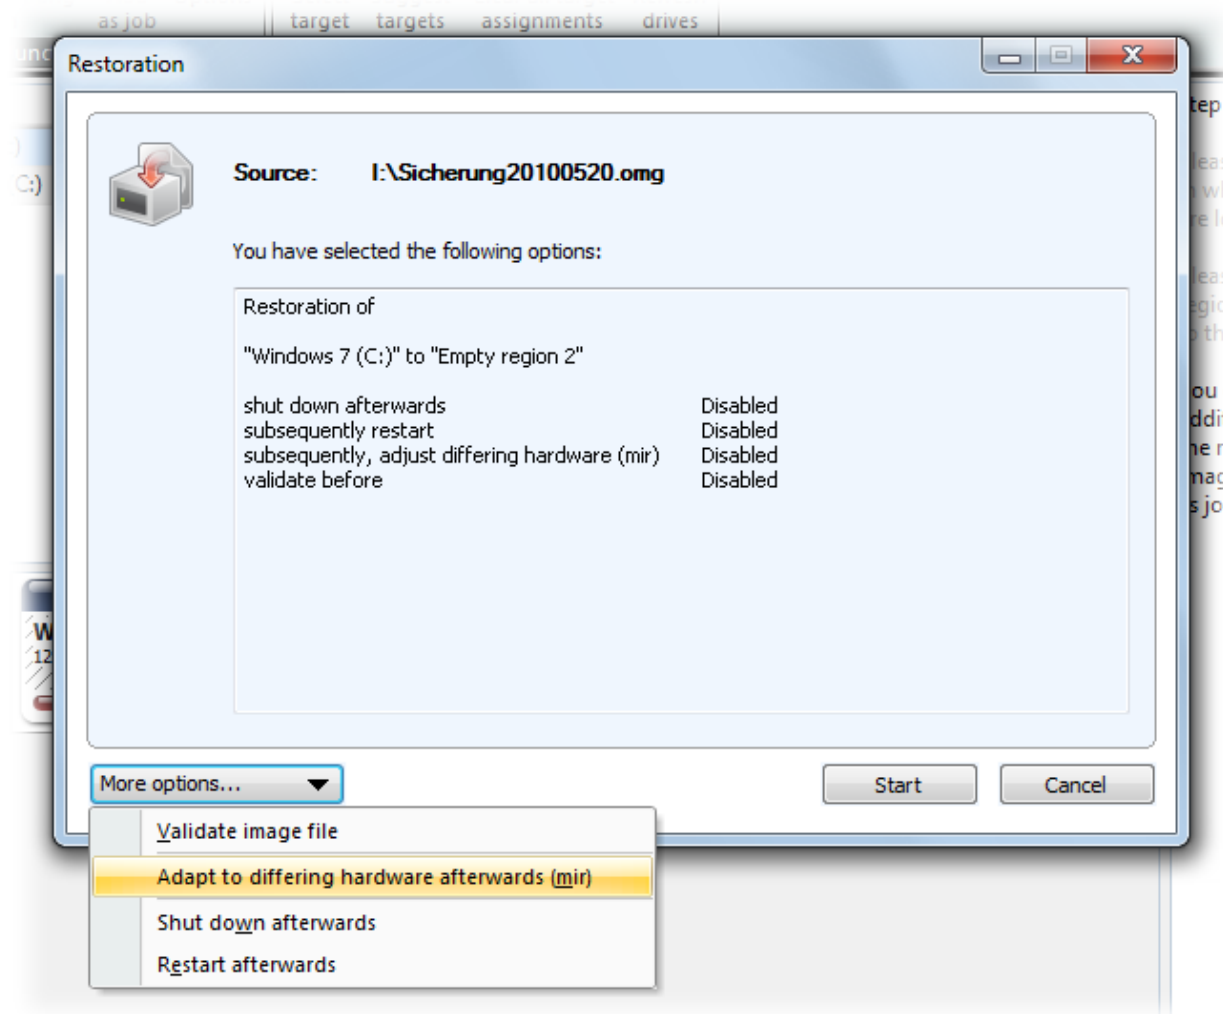 as job target targets assignments drives
Restoration
Source: I:\Sicherung20100520.omg
You have selected the following options:
Restoration of
"Windows 7 (C:)" to "Empty region 2"
shut down afterwards Disabled
subsequently restart Disabled
subsequently, adjust differing hardware (mir) Disabled
validate before Disabled
More options... Start Cancel
Validate image file
Adapt to differing hardware afterwards (mir)
Shut down afterwards
Restart afterwards
C:)
W
12